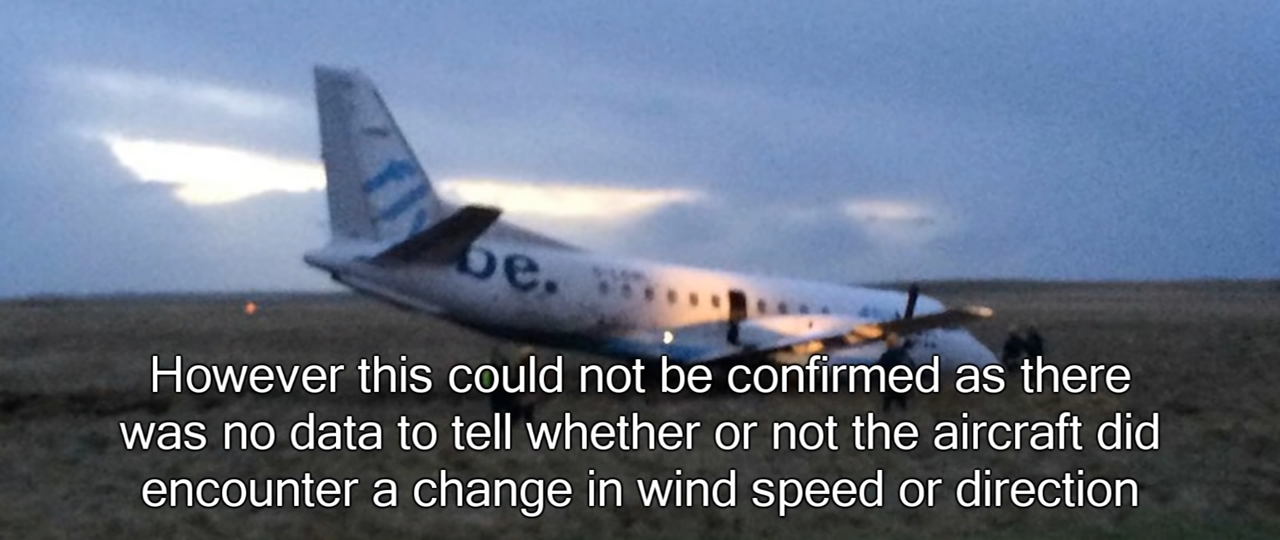 be.
However this could not be confirmed as there
was no data to tell whether or not the aircraft did
encounter a change in wind speed or direction